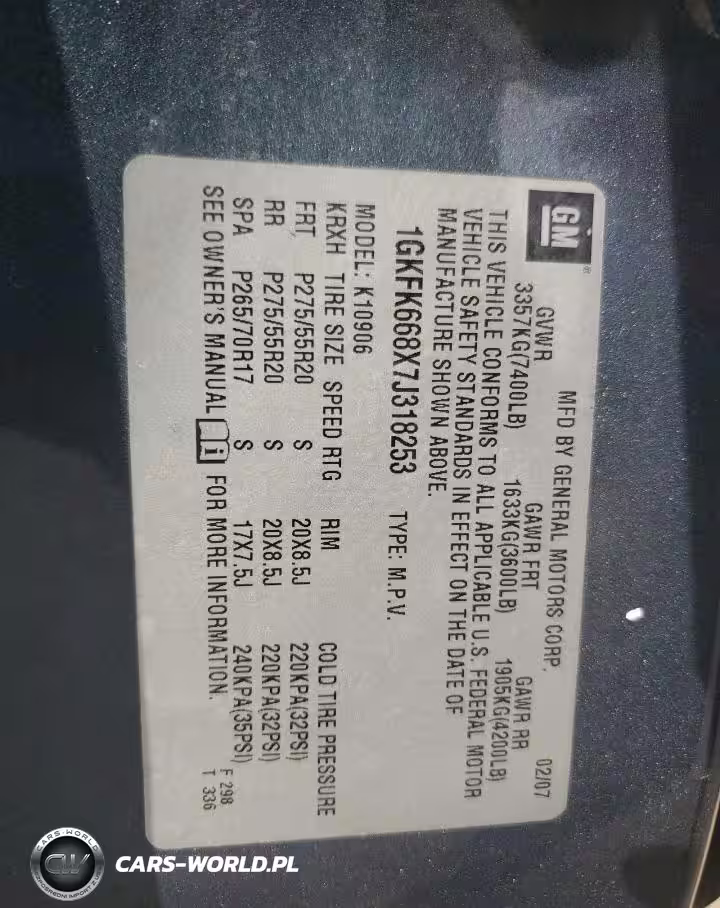 GM
®
MFD BY GENERAL MOTORS CORP. 02/07
GVWR GAWR FRT GAWR RR
3357KG(7400LB) 1633KG(3600LB) 1905KG(4200LB)
THIS VEHICLE CONFORMS TO ALL APPLICABLE U.S. FEDERAL MOTOR
VEHICLE SAFETY STANDARDS IN EFFECT ON THE DATE OF
MANUFACTURE SHOWN ABOVE.
1GKFK668X7J318253 TYPE: M.P.V.
MODEL: K10906
KRXH TIRE SIZE SPEED RTG RIM COLD TIRE PRESSURE
FRT P275/55R20 S 20X8.5J 220KPA(32PSI)
RR P275/55R20 S 20X8.5J 220KPA(32PSI)
SPA P265/70R17 S 17X7.5J 240KPA(35PSI)
SEE OWNER'S MANUAL i FOR MORE INFORMATION.
F 298
T 336
CARS-WORLD
CW
CARS-WORLD.PL